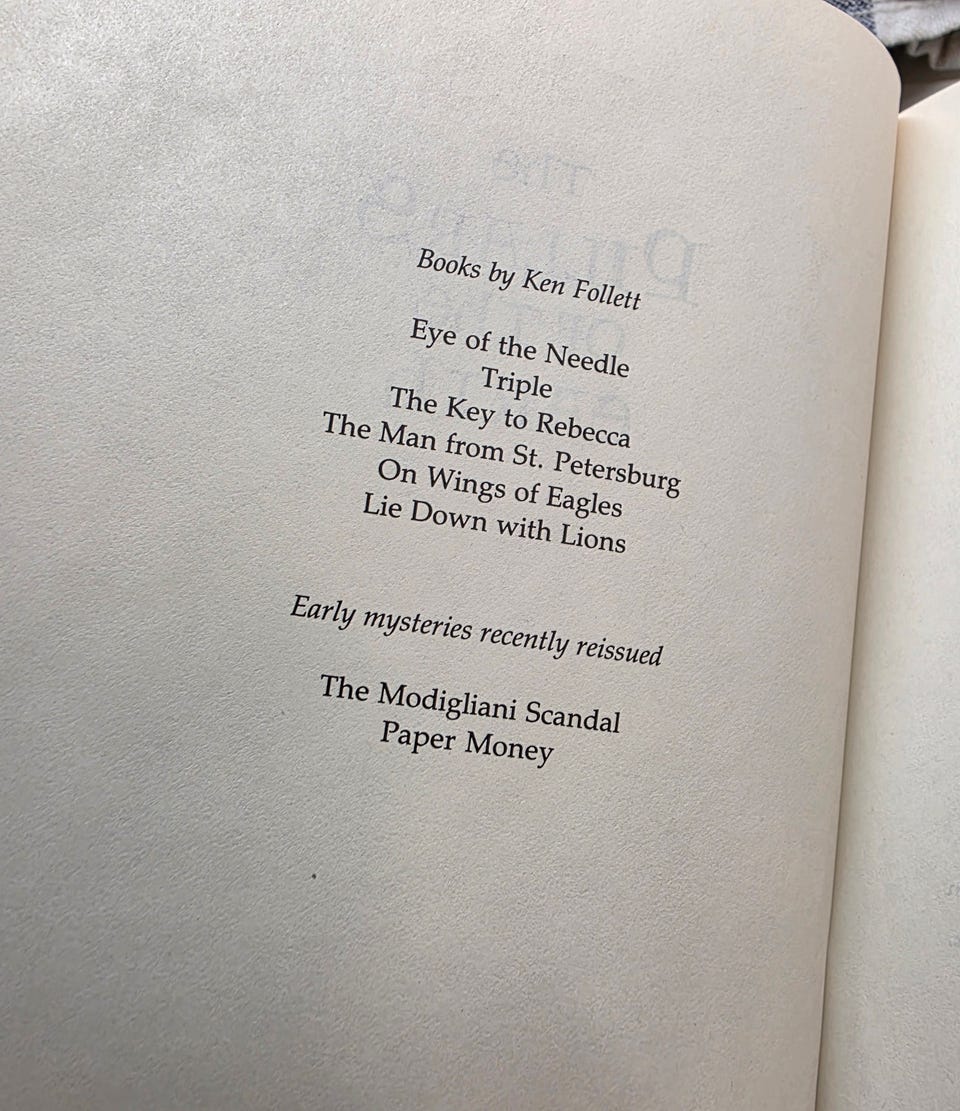 Books by Ken Follett
Eye of the Needle
Triple
The Key to Rebecca
The Man from St. Petersburg
On Wings of Eagles
Lie Down with Lions
Early mysteries recently reissued
The Modigliani Scandal
Paper Money